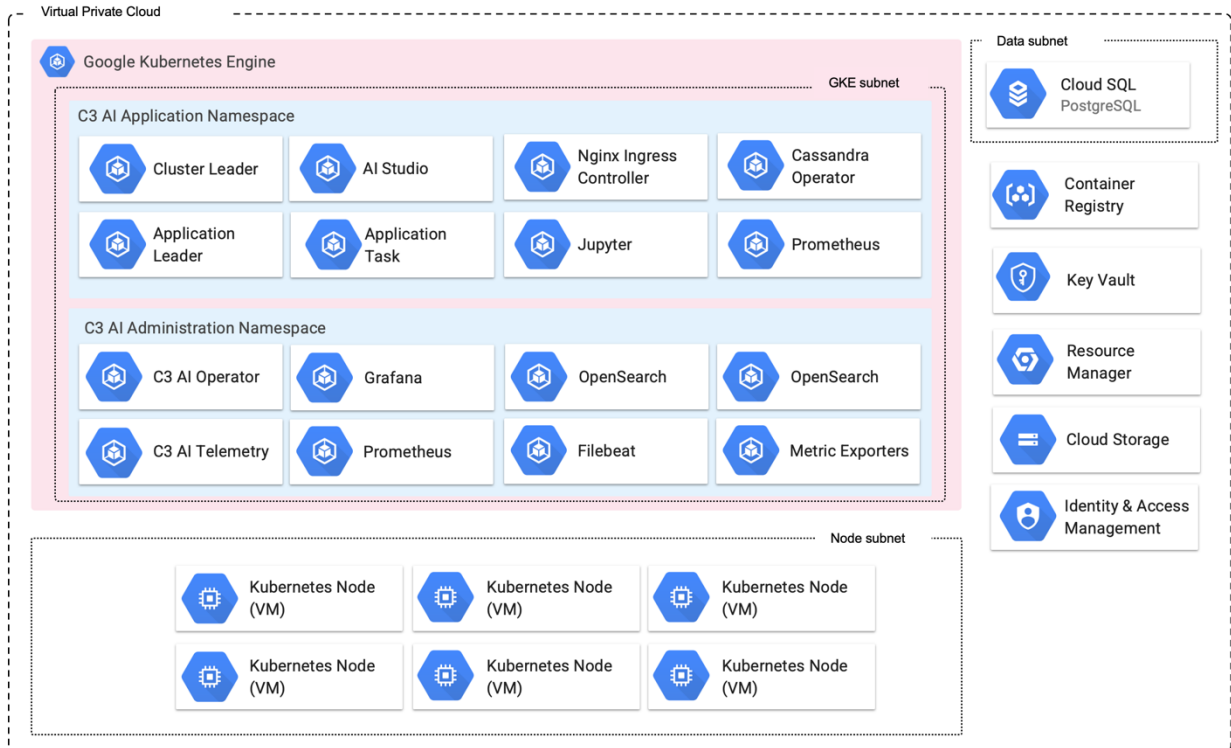 Virtual Private Cloud
Google Kubernetes Engine
GKE subnet
C3 AI Application Namespace
Cluster Leader
AI Studio
Nginx Ingress
Controller
Cassandra
Operator
Application
Leader
Application
Task
Jupyter
Prometheus
C3 AI Administration Namespace
C3 AI Operator
Grafana
OpenSearch
OpenSearch
C3 AI Telemetry
Prometheus
Filebeat
Metric Exporters
Node subnet
Kubernetes Node
(VM)
Kubernetes Node
(VM)
Kubernetes Node
(VM)
Kubernetes Node
(VM)
Kubernetes Node
(VM)
Kubernetes Node
(VM)
Data subnet
Cloud SQL
PostgreSQL
Container
Registry
Key Vault
Resource
Manager
Cloud Storage
Identity & Access
Management